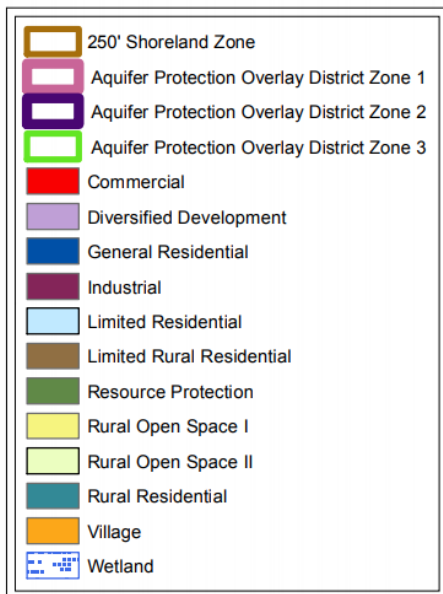 250' Shoreland Zone
Aquifer Protection Overlay District Zone 1
Aquifer Protection Overlay District Zone 2
Aquifer Protection Overlay District Zone 3
Commercial
Diversified Development
General Residential
Industrial
Limited Residential
Limited Rural Residential
Resource Protection
Rural Open Space I
Rural Open Space II
Rural Residential
Village
Wetland